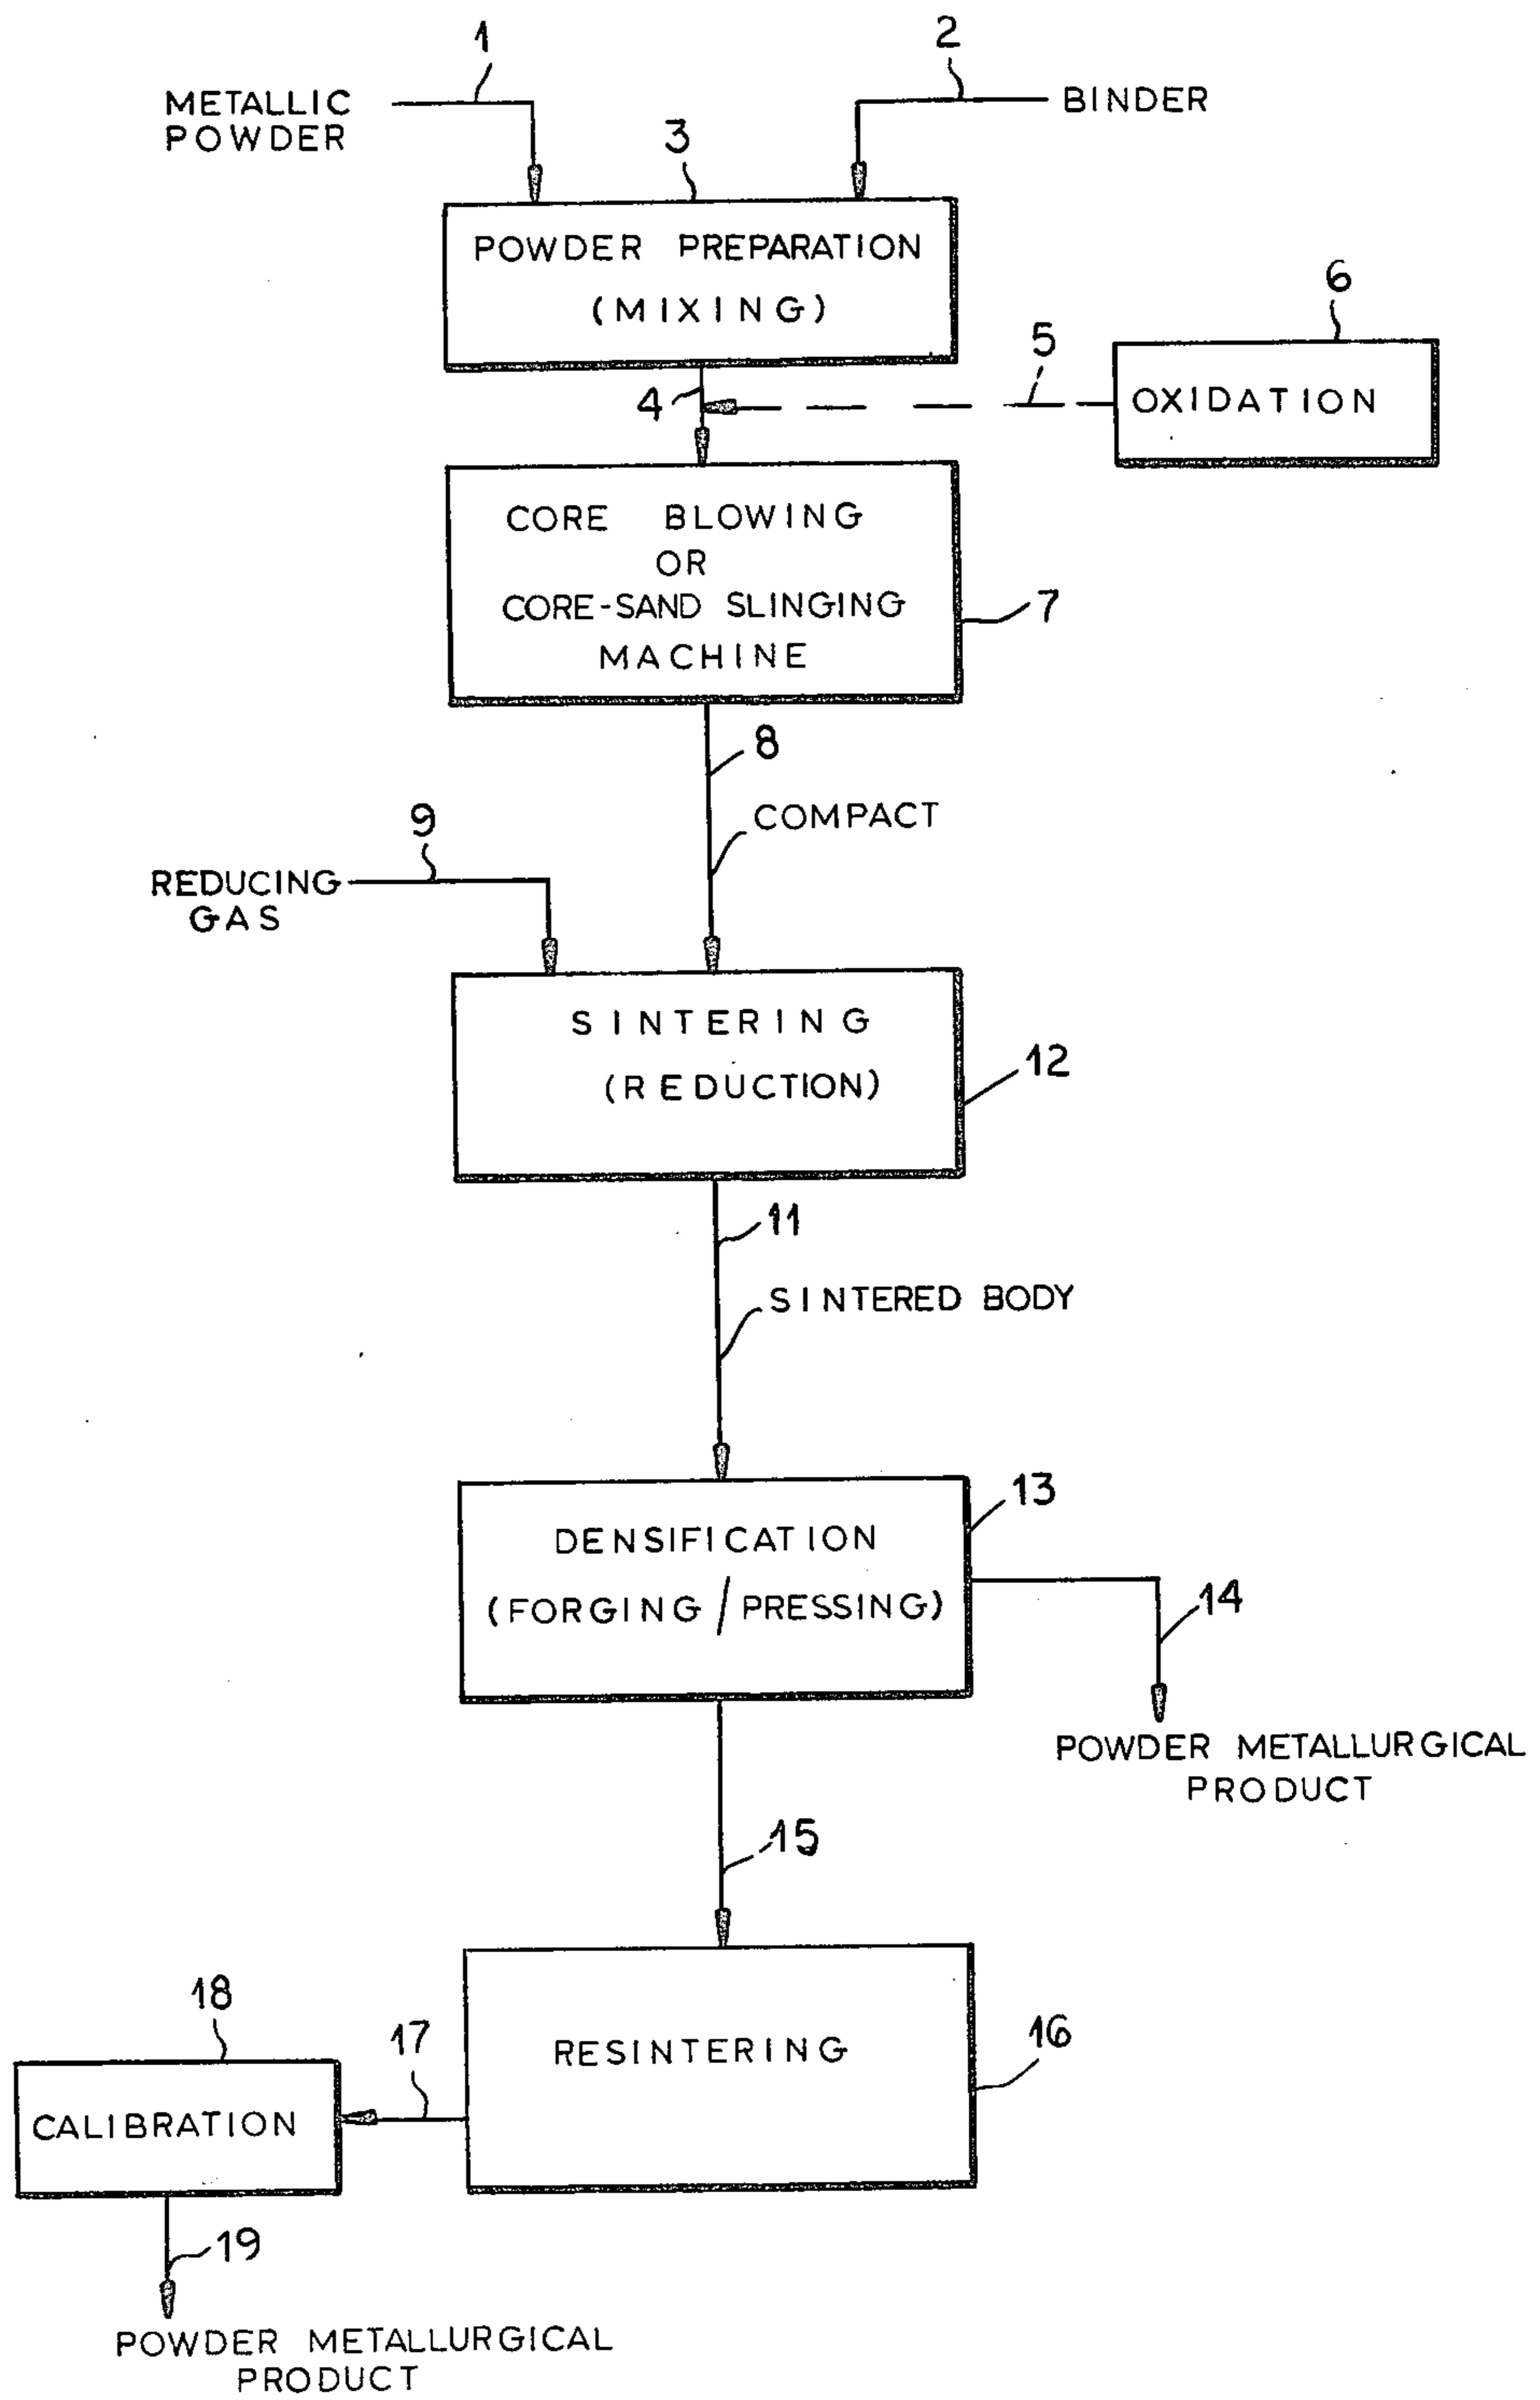 1
2
METALLIC
POWDER
BINDER
3
POWDER PREPARATION
(MIXING)
6
5
4
OXIDATION
CORE BLOWING
OR
CORE-SAND SLINGING
MACHINE
7
8
COMPACT
9
REDUCING
GAS
SINTERING
(REDUCTION)
12
11
SINTERED BODY
13
DENSIFICATION
(FORGING/PRESSING)
14
POWDER METALLURGICAL
PRODUCT
15
18
17
16
RESINTERING
CALIBRATION
19
POWDER METALLURGICAL
PRODUCT